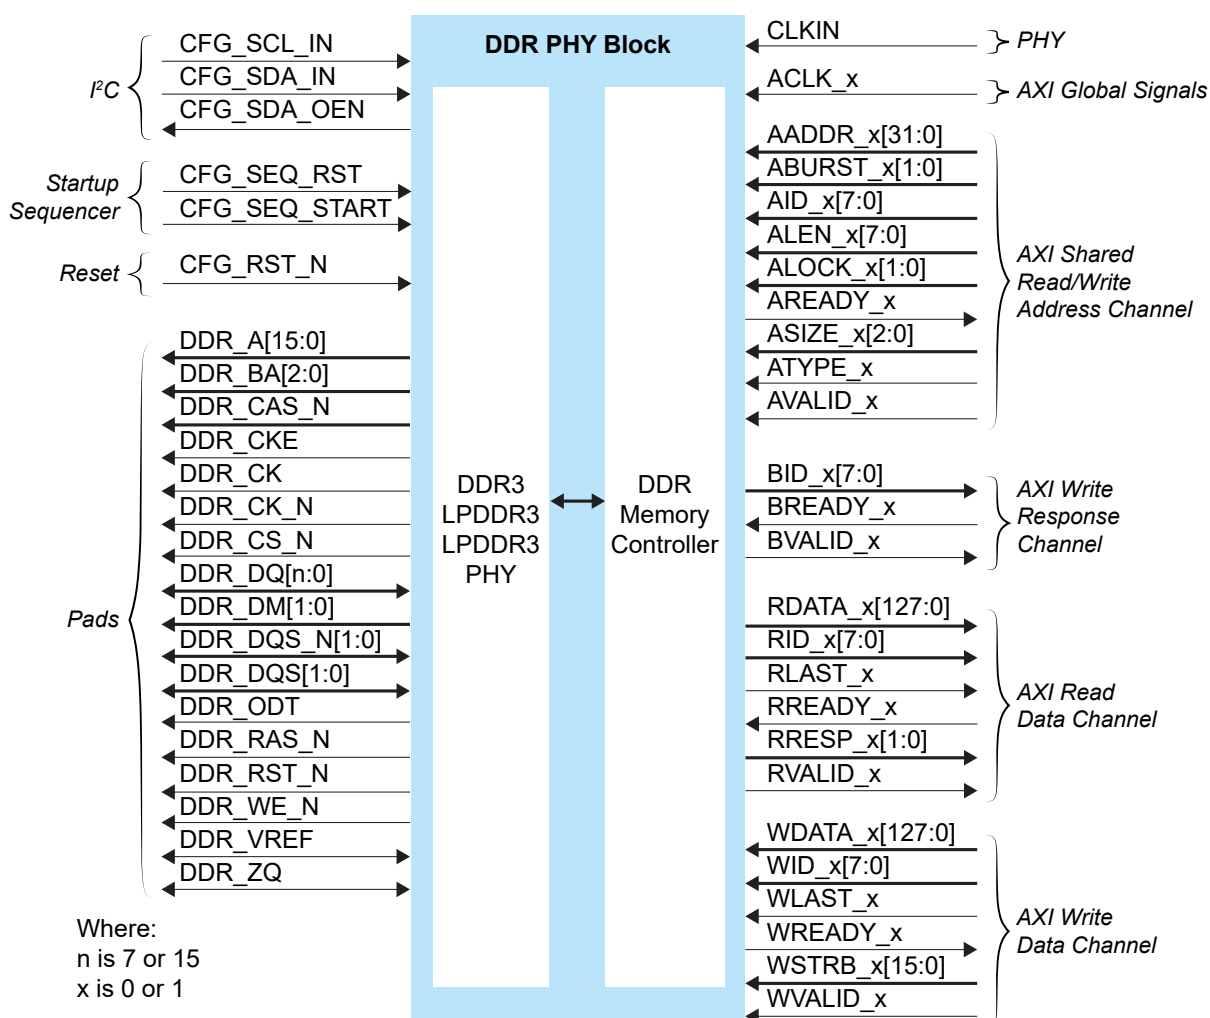 DDR PHY Block
I²C
CFG_SCL_IN
CFG_SDA_IN
CFG_SDA_OEN
Startup
Sequencer
CFG_SEQ_RST
CFG_SEQ_START
Reset
CFG_RST_N
Pads
DDR_A[15:0]
DDR_BA[2:0]
DDR_CAS_N
DDR_CKE
DDR_CK
DDR_CK_N
DDR_CS_N
DDR_DQ[n:0]
DDR_DM[1:0]
DDR_DQS_N[1:0]
DDR_DQS[1:0]
DDR_ODT
DDR_RAS_N
DDR_RST_N
DDR_WE_N
DDR_VREF
DDR_ZQ
Where:
n is 7 or 15
x is 0 or 1
DDR3
LPDDR3
LPDDR3
PHY
DDR
Memory
Controller
CLKIN
PHY
ACLK_x
AXI Global Signals
AADDR_x[31:0]
ABURST_x[1:0]
AID_x[7:0]
ALEN_x[7:0]
ALOCK_x[1:0]
AREADY_x
ASIZE_x[2:0]
ATYPE_x
AVALID_x
AXI Shared
Read/Write
Address Channel
BID_x[7:0]
BREADY_x
BVALID_x
AXI Write
Response
Channel
RDATA_x[127:0]
RID_x[7:0]
RLAST_x
RREADY_x
RRESP_x[1:0]
RVALID_x
AXI Read
Data Channel
WDATA_x[127:0]
WID_x[7:0]
WLAST_x
WREADY_x
WSTRB_x[15:0]
WVALID_x
AXI Write
Data Channel